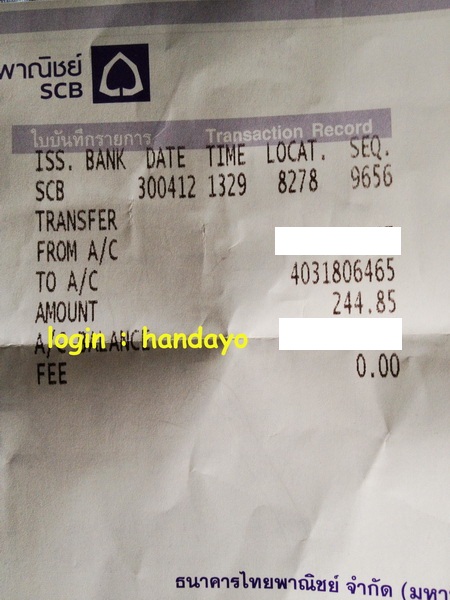 พาณิชย์
SCB
ใบบันทึกรายการ Transaction Record
ISS. BANK DATE TIME LOCAT. SEQ.
SCB 300412 1329 8278 9656
TRANSFER
FROM A/C
TO A/C 4031806465
AMOUNT 244.85
login : handayo
A/C BALANCE
FEE 0.00
ธนาคารไทยพาณิชย์ จำกัด (มหา